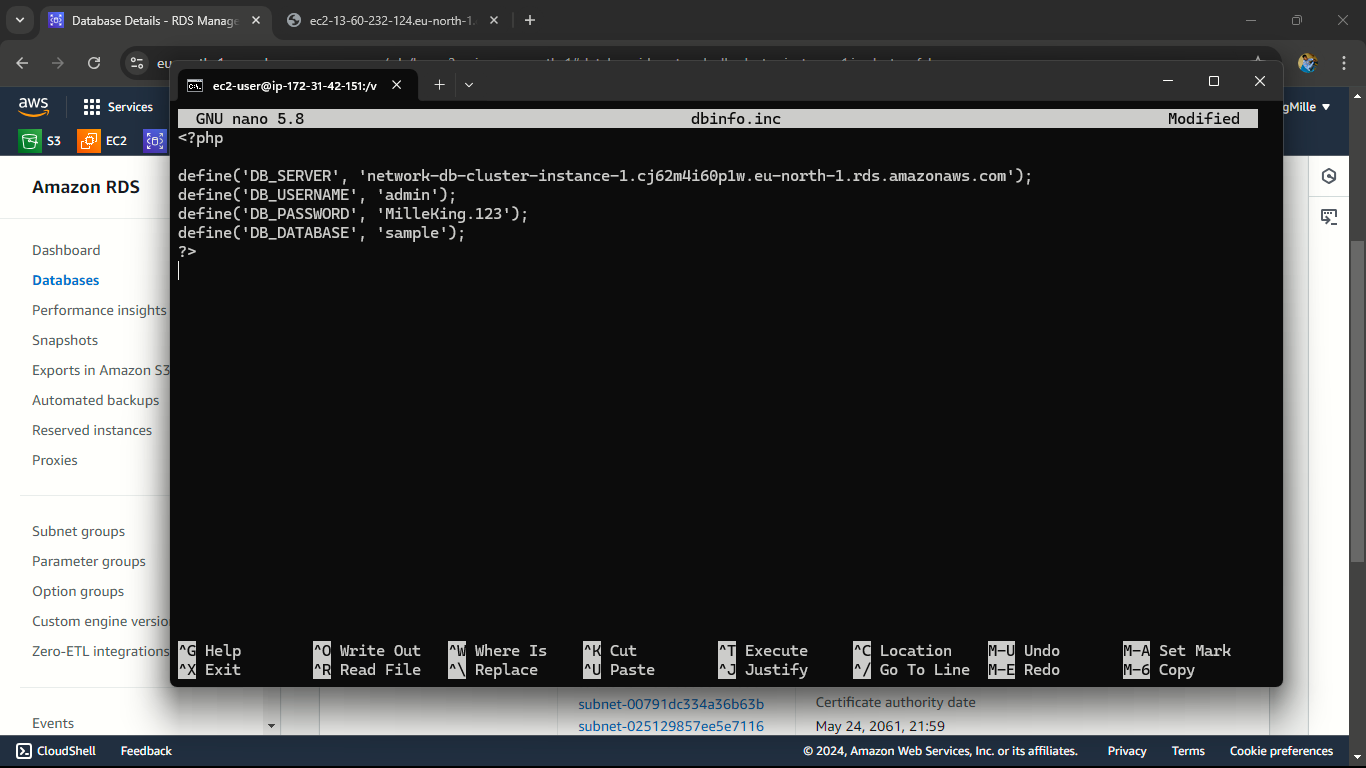 Database Details - RDS Manage
ec2-13-60-232-124.eu-north-1.
eu
ec2-user@ip-172-31-42-151:/v
aws
Services
gMille
S3
EC2
GNU nano 5.8
dbinfo.inc
Modified
<?php
define('DB_SERVER', 'network-db-cluster-instance-1.cj62m4i60p1w.eu-north-1.rds.amazonaws.com');
define('DB_USERNAME', 'admin');
define('DB_PASSWORD', 'MilleKing.123');
define('DB_DATABASE', 'sample');
?>
^G Help
^O Write Out
^W Where Is
^K Cut
^T Execute
^C Location
M-U Undo
M-A Set Mark
^X Exit
^R Read File
^\ Replace
^U Paste
^J Justify
^/ Go To Line
M-E Redo
M-6 Copy
Amazon RDS
Dashboard
Databases
Performance insights
Snapshots
Exports in Amazon S3
Automated backups
Reserved instances
Proxies
Subnet groups
Parameter groups
Option groups
Custom engine versio
Zero-ETL integrations
Events
subnet-00791dc334a36b63b
subnet-025129857ee5e7116
Certificate authority date
May 24, 2061, 21:59
CloudShell
Feedback
© 2024, Amazon Web Services, Inc. or its affiliates.
Privacy
Terms
Cookie preferences